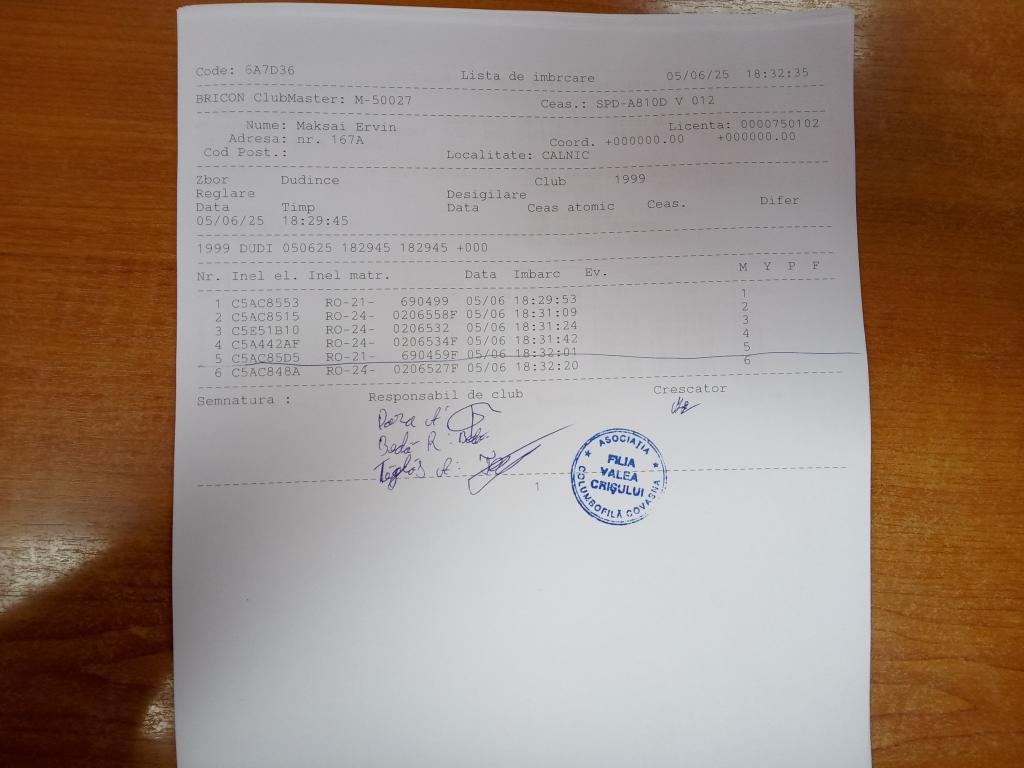 Code: 6A7D36 Lista de imbrcare 05/06/25 18:32:35
BRICON ClubMaster: M-50027 Ceas.: SPD-A810D V 012
Nume: Maksai Ervin Licenta: 0000750102
Adresa: nr. 167A Coord. +000000.00 +000000.00
Cod Post.: Localitate: CALNIC
Zbor Dudince Club 1999
Reglare Desigilare
Data Timp Data Ceas atomic Ceas. Difer
05/06/25 18:29:45
1999 DUDI 050625 182945 182945 +000
Nr. Inel el. Inel matr. Data Imbarc Ev. M Y P F
1 C5AC8553 RO-21- 690499 05/06 18:29:53 1
2 C5AC8515 RO-24- 0206558F 05/06 18:31:09 2
3 C5E51B10 RO-24- 0206532 05/06 18:31:24 3
4 C5A442AF RO-24- 0206534F 05/06 18:31:42 4
5 C5AC85D5 RO-21- 690459F 05/06 18:32:01 5
6 C5AC848A RO-24- 0206527F 05/06 18:32:20 6
Semnatura : Responsabil de club Crescator
1
ASOCIAȚIA
FILIA
VALEA
CRIȘULUI
COLUMBOFILĂ COVASNA